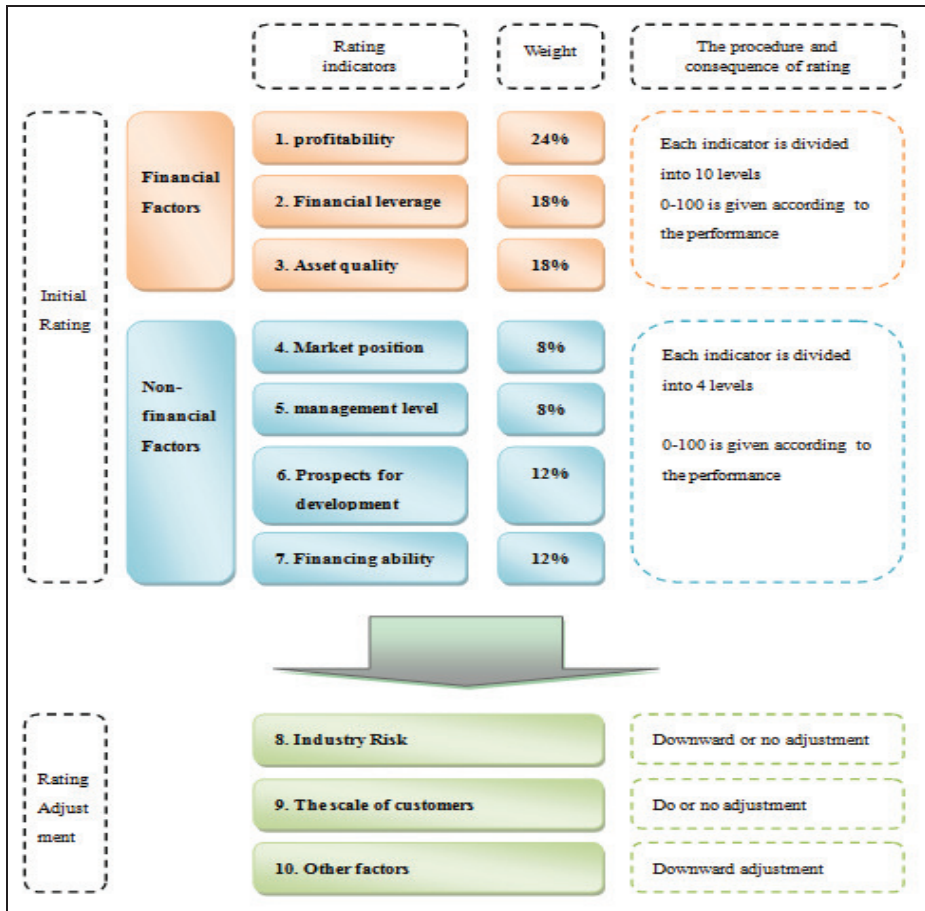 Rating
indicators
Weight
The procedure and
consequence of rating
Initial
Rating
Financial
Factors
1. profitability
24%
2. Financial leverage
18%
3. Asset quality
18%
Each indicator is divided
into 10 levels
0-100 is given according to
the performance
Non-
financial
Factors
4. Market position
8%
5. management level
8%
6. Prospects for
development
12%
7. Financing ability
12%
Each indicator is divided
into 4 levels
0-100 is given according to
the performance
Rating
Adjust
ment
8. Industry Risk
Downward or no adjustment
9. The scale of customers
Do or no adjustment
10. Other factors
Downward adjustment